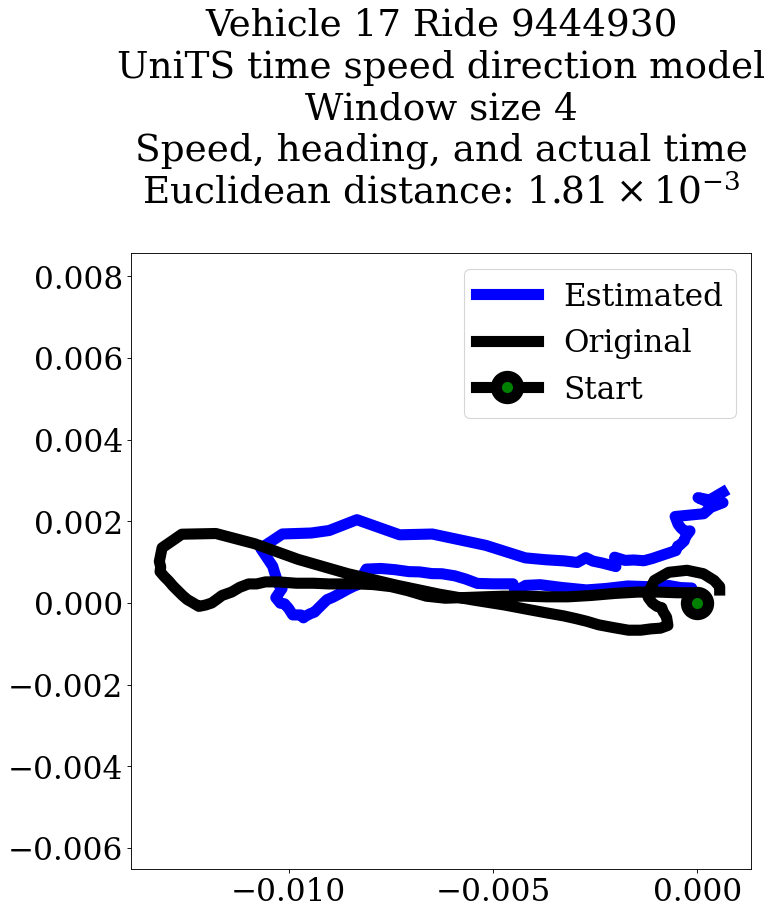 Vehicle 17 Ride 9444930
UniTS time speed direction model
Window size 4
Speed, heading, and actual time
Euclidean distance: 1.81 × 10⁻³
Estimated
Original
Start
0.008
0.006
0.004
0.002
0.000
−0.002
−0.004
−0.006
−0.010
−0.005
0.000